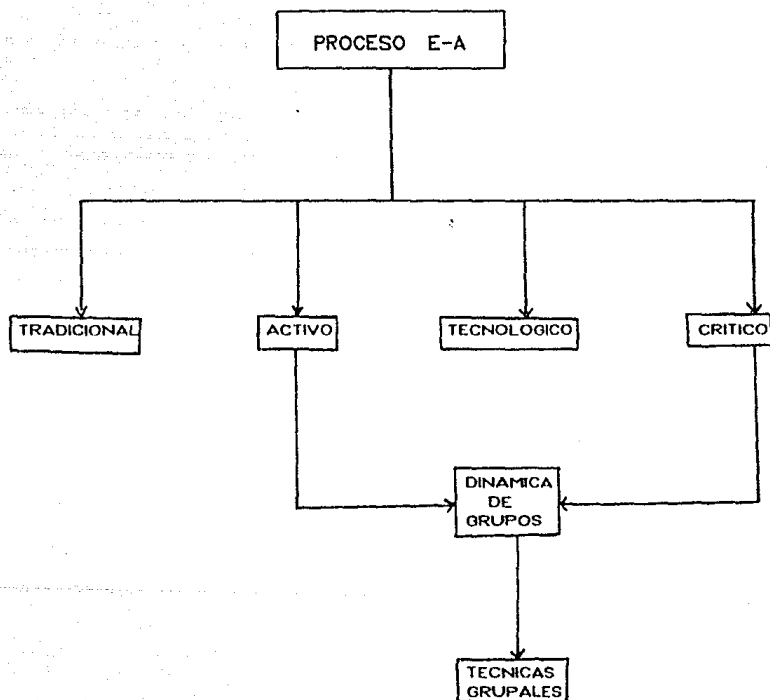 PROCESO E-A
TRADICIONAL
ACTIVO
TECNOLOGICO
CRITICO
DINAMICA
DE
GRUPOS
TECNICAS
GRUPALES